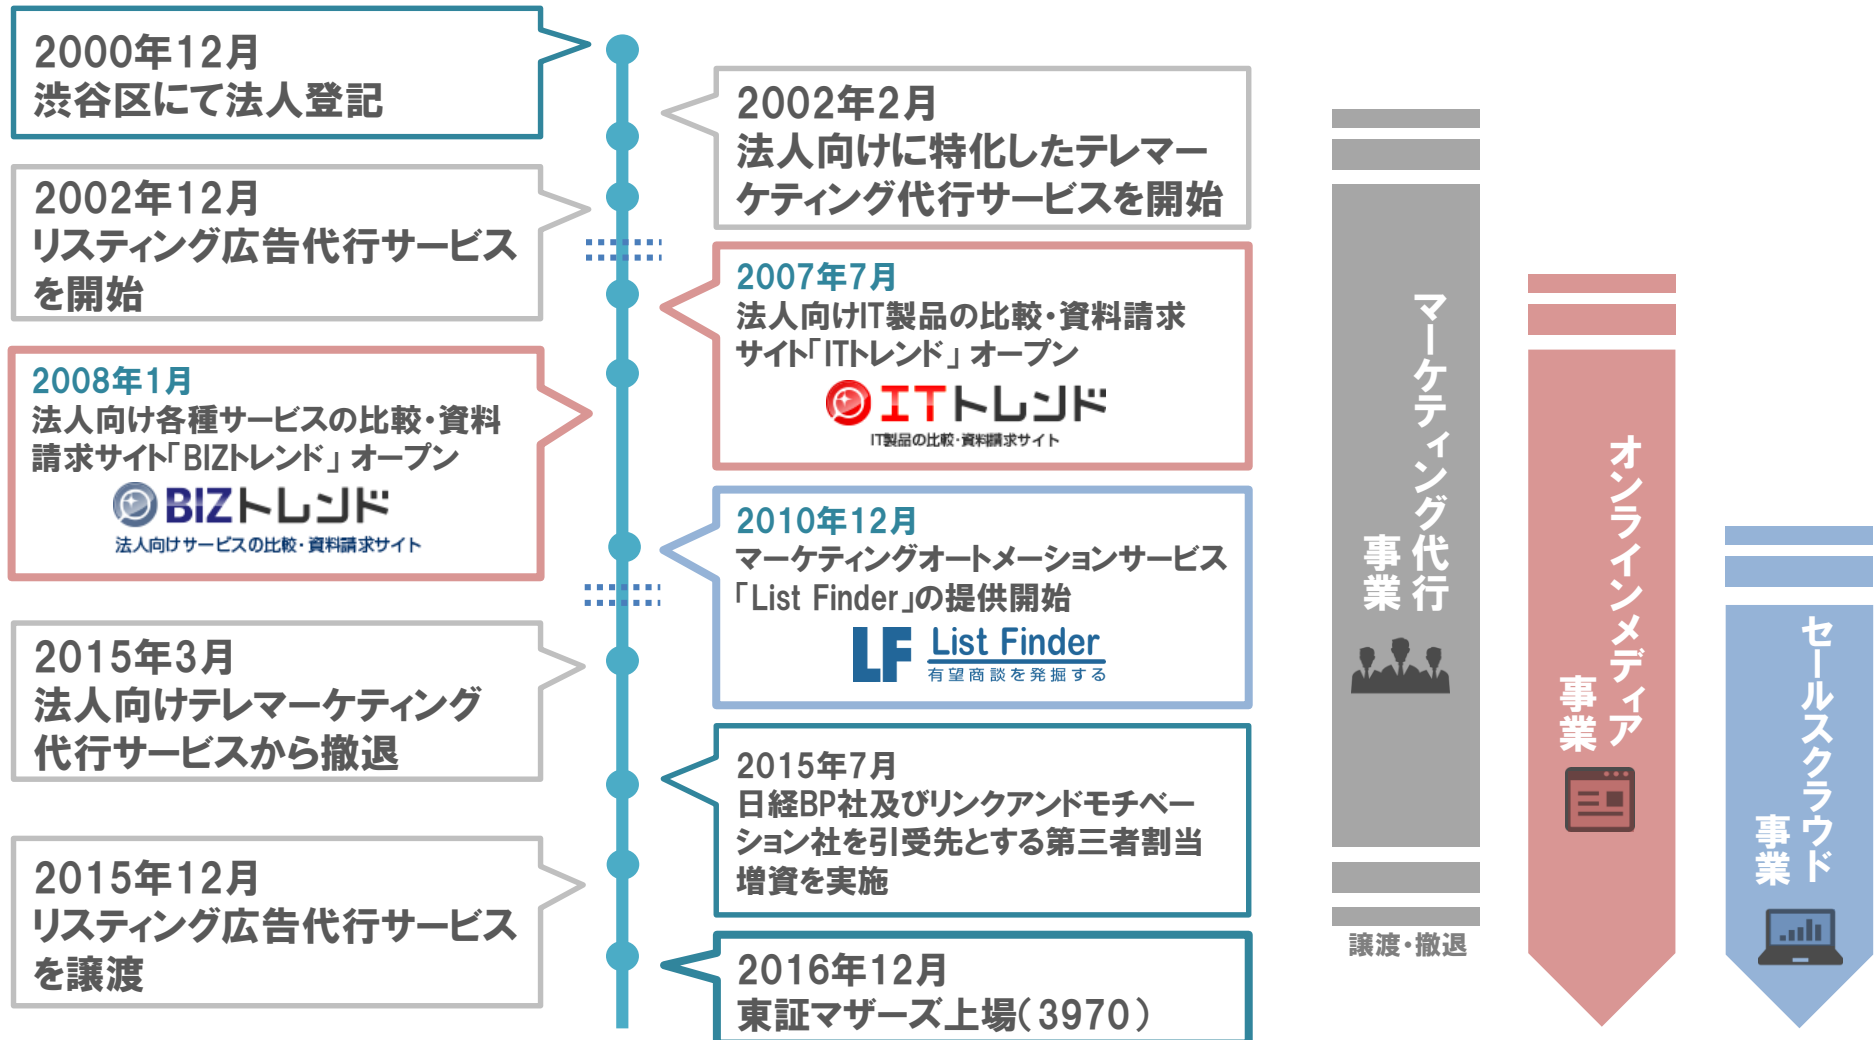 2000年12月
渋谷区にて法人登記
2002年2月
法人向けに特化したテレマー
ケティング代行サービスを開始
2002年12月
リスティング広告代行サービス
を開始
2007年7月
法人向けIT製品の比較・資料請求
サイト「ITトレンド」オープン
ITトレンド
IT製品の比較・資料請求サイト
2008年1月
法人向け各種サービスの比較・資料
請求サイト「BIZトレンド」オープン
BIZトレンド
法人向けサービスの比較・資料請求サイト
2010年12月
マーケティングオートメーションサービス
「List Finder」の提供開始
LF List Finder
有望商談を発掘する
2015年3月
法人向けテレマーケティング
代行サービスから撤退
2015年7月
日経BP社及びリンクアンドモチベー
ション社を引受先とする第三者割当
増資を実施
2015年12月
リスティング広告代行サービス
を譲渡
2016年12月
東証マザーズ上場(3970)
マーケティング代行
事業
譲渡・撤退
オンラインメディア
事業
セールスクラウド
事業